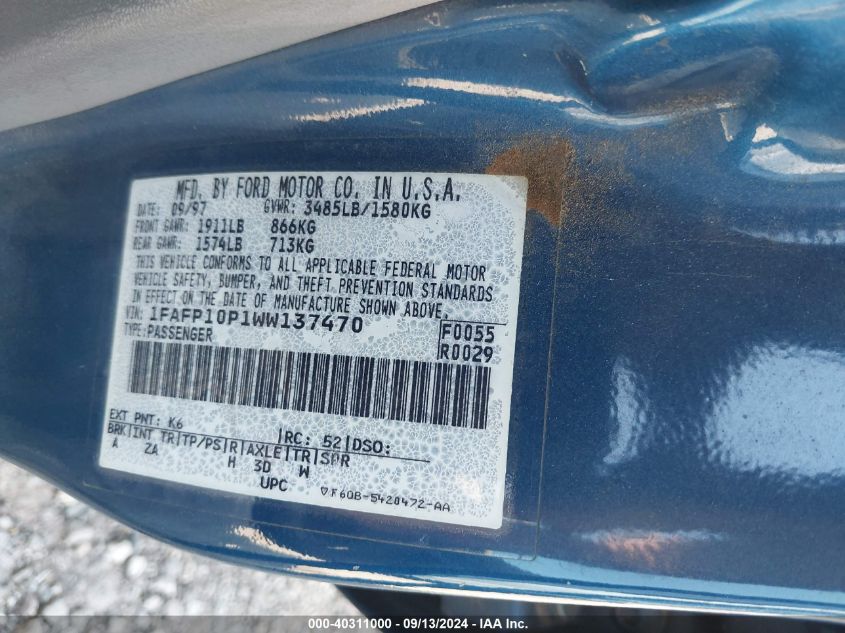 MFD. BY FORD MOTOR CO. IN U.S.A.
DATE: 09/97 GVWR: 3485LB/1580KG
FRONT GAWR: 1911LB 866KG
REAR GAWR: 1574LB 713KG
THIS VEHICLE CONFORMS TO ALL APPLICABLE FEDERAL MOTOR
VEHICLE SAFETY, BUMPER, AND THEFT PREVENTION STANDARDS
IN EFFECT ON THE DATE OF MANUFACTURE SHOWN ABOVE.
VIN: 1FAFP10P1WW137470 F0055
TYPE: PASSENGER R0029
EXT PNT: K6 RC: 52 DSO:
BRK INT TR TP/PS R AXLE TR SPR
A 2A H 3D W
UPC F6QB-5420472-AA
000-40311000 - 09/13/2024 - IAA Inc.